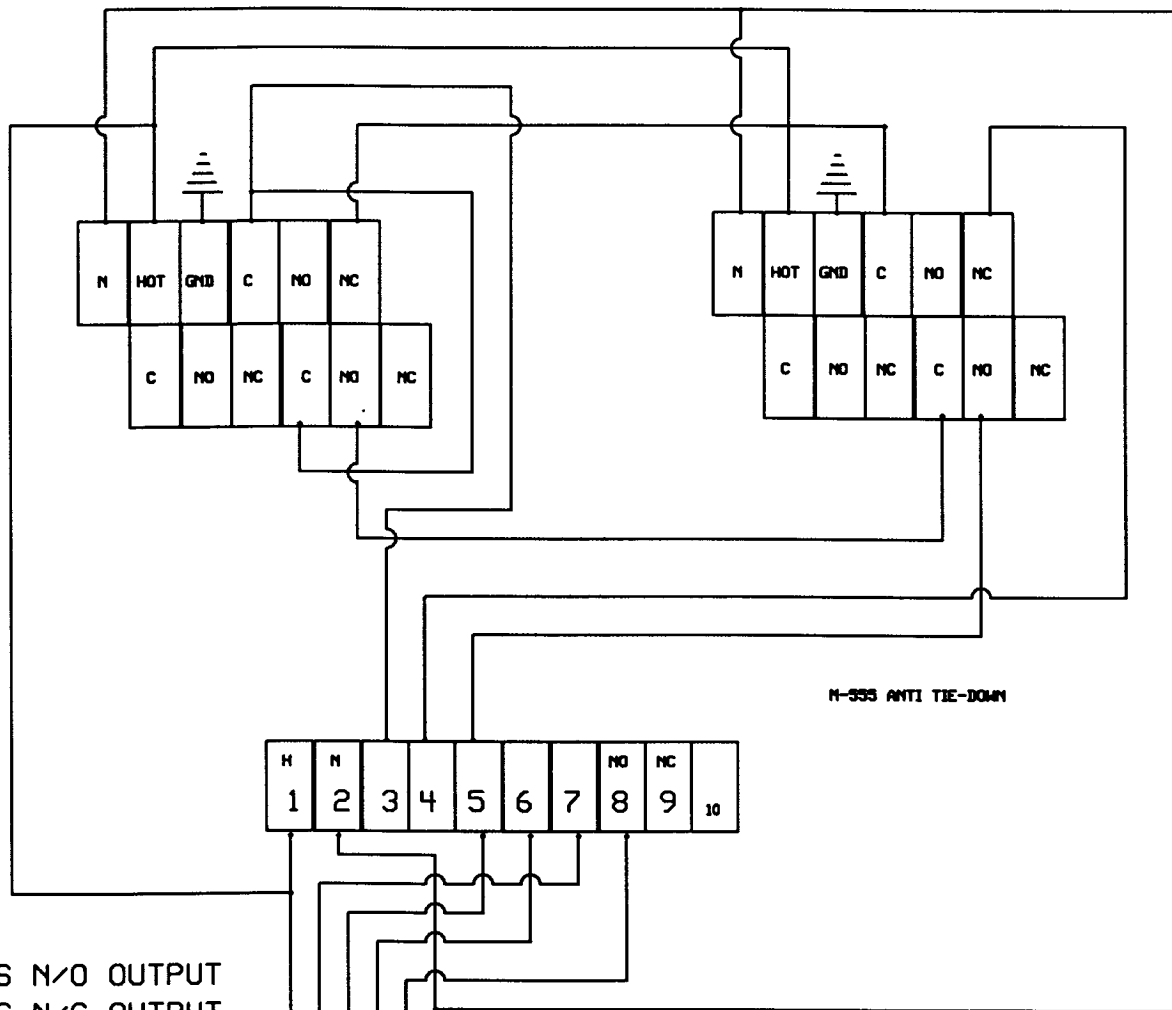 N HOT GND C NO NC
C NO NC C NO NC
N HOT GND C NO NC
C NO NC C NO NC
M-555 ANTI TIE-DOWN
H N NO NC
1 2 3 4 5 6 7 8 9 10
S N/O OUTPUT
OUTPUT